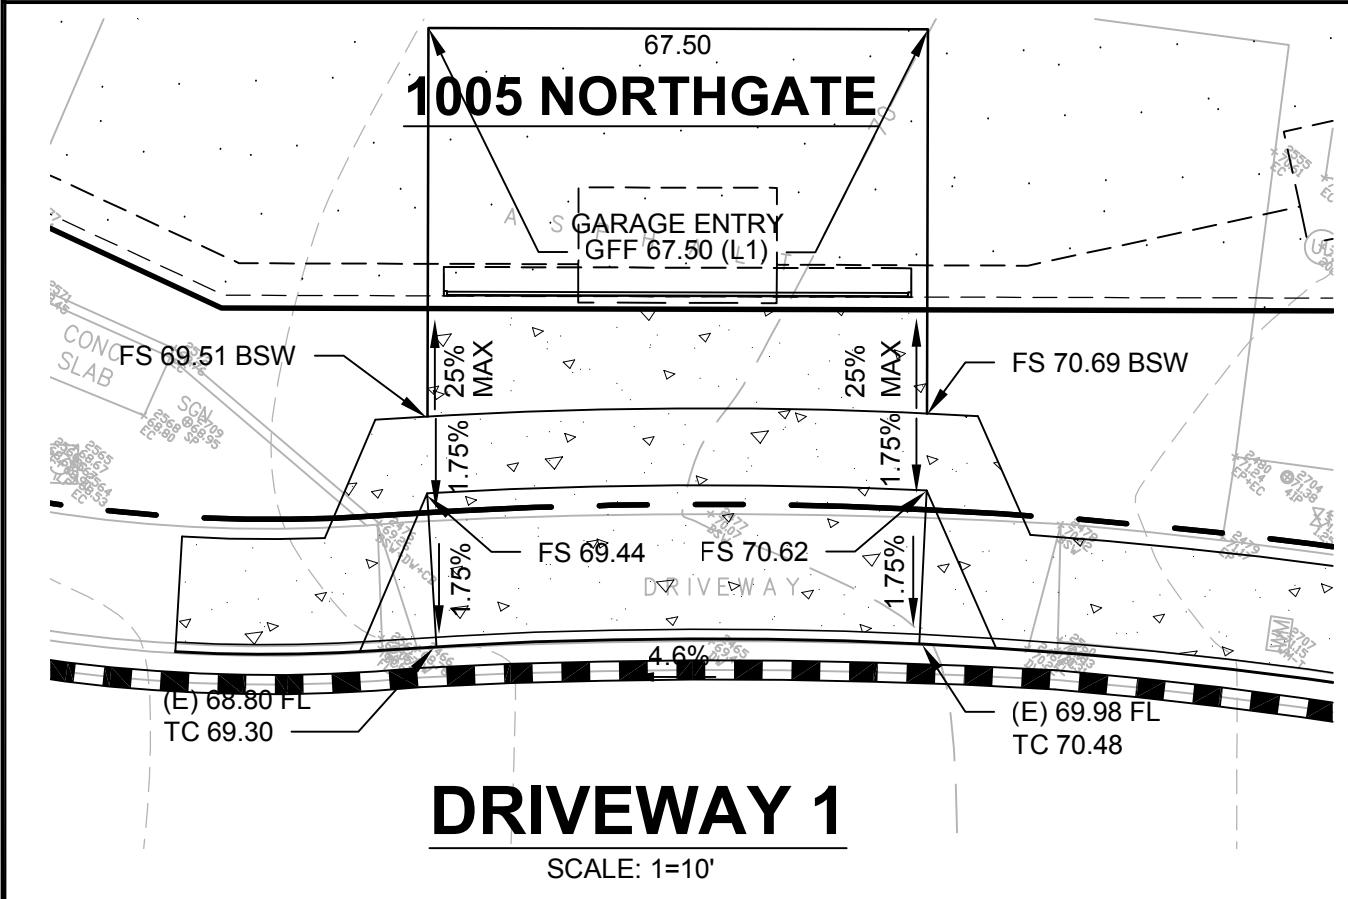 67.50
1005 NORTHGATE
70
ASPHALT
GARAGE ENTRY
GFF 67.50 (L1)
CONC
SLAB
FS 69.51 BSW
25%
MAX
25%
MAX
FS 70.69 BSW
SGN
1.75%
1.75%
FS 69.44
FS 70.62
1.75%
1.75%
DRIVEWAY
4.6%
(E) 68.80 FL
TC 69.30
(E) 69.98 FL
TC 70.48
DRIVEWAY 1
SCALE: 1=10'